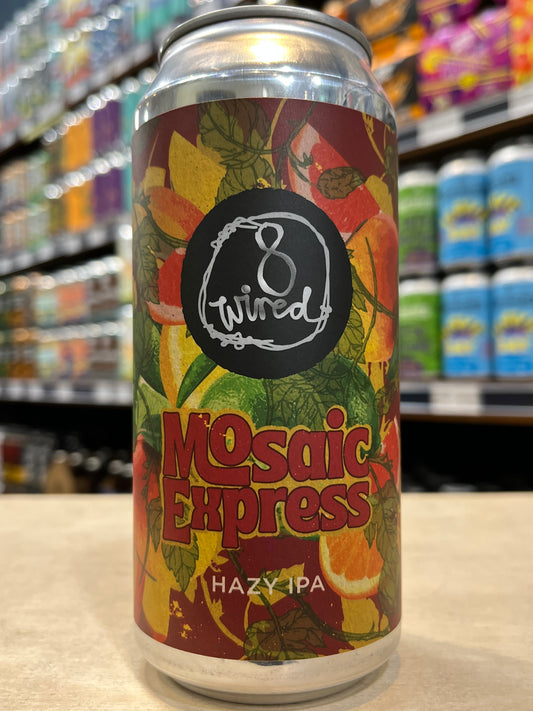 8
wired
Mosaic
Express
HAZY IPA